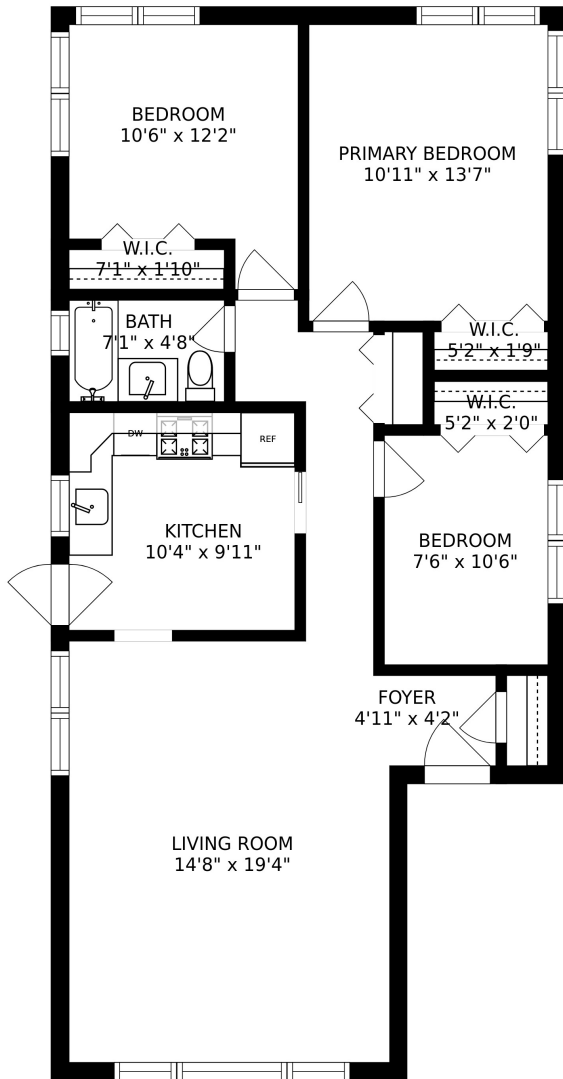 BEDROOM
10'6" x 12'2"
PRIMARY BEDROOM
10'11" x 13'7"
W.I.C.
7'1" x 1'10"
BATH
7'1" x 4'8"
W.I.C.
5'2" x 1'9"
W.I.C.
5'2" x 2'0"
DW
REF
KITCHEN
10'4" x 9'11"
BEDROOM
7'6" x 10'6"
FOYER
4'11" x 4'2"
LIVING ROOM
14'8" x 19'4"